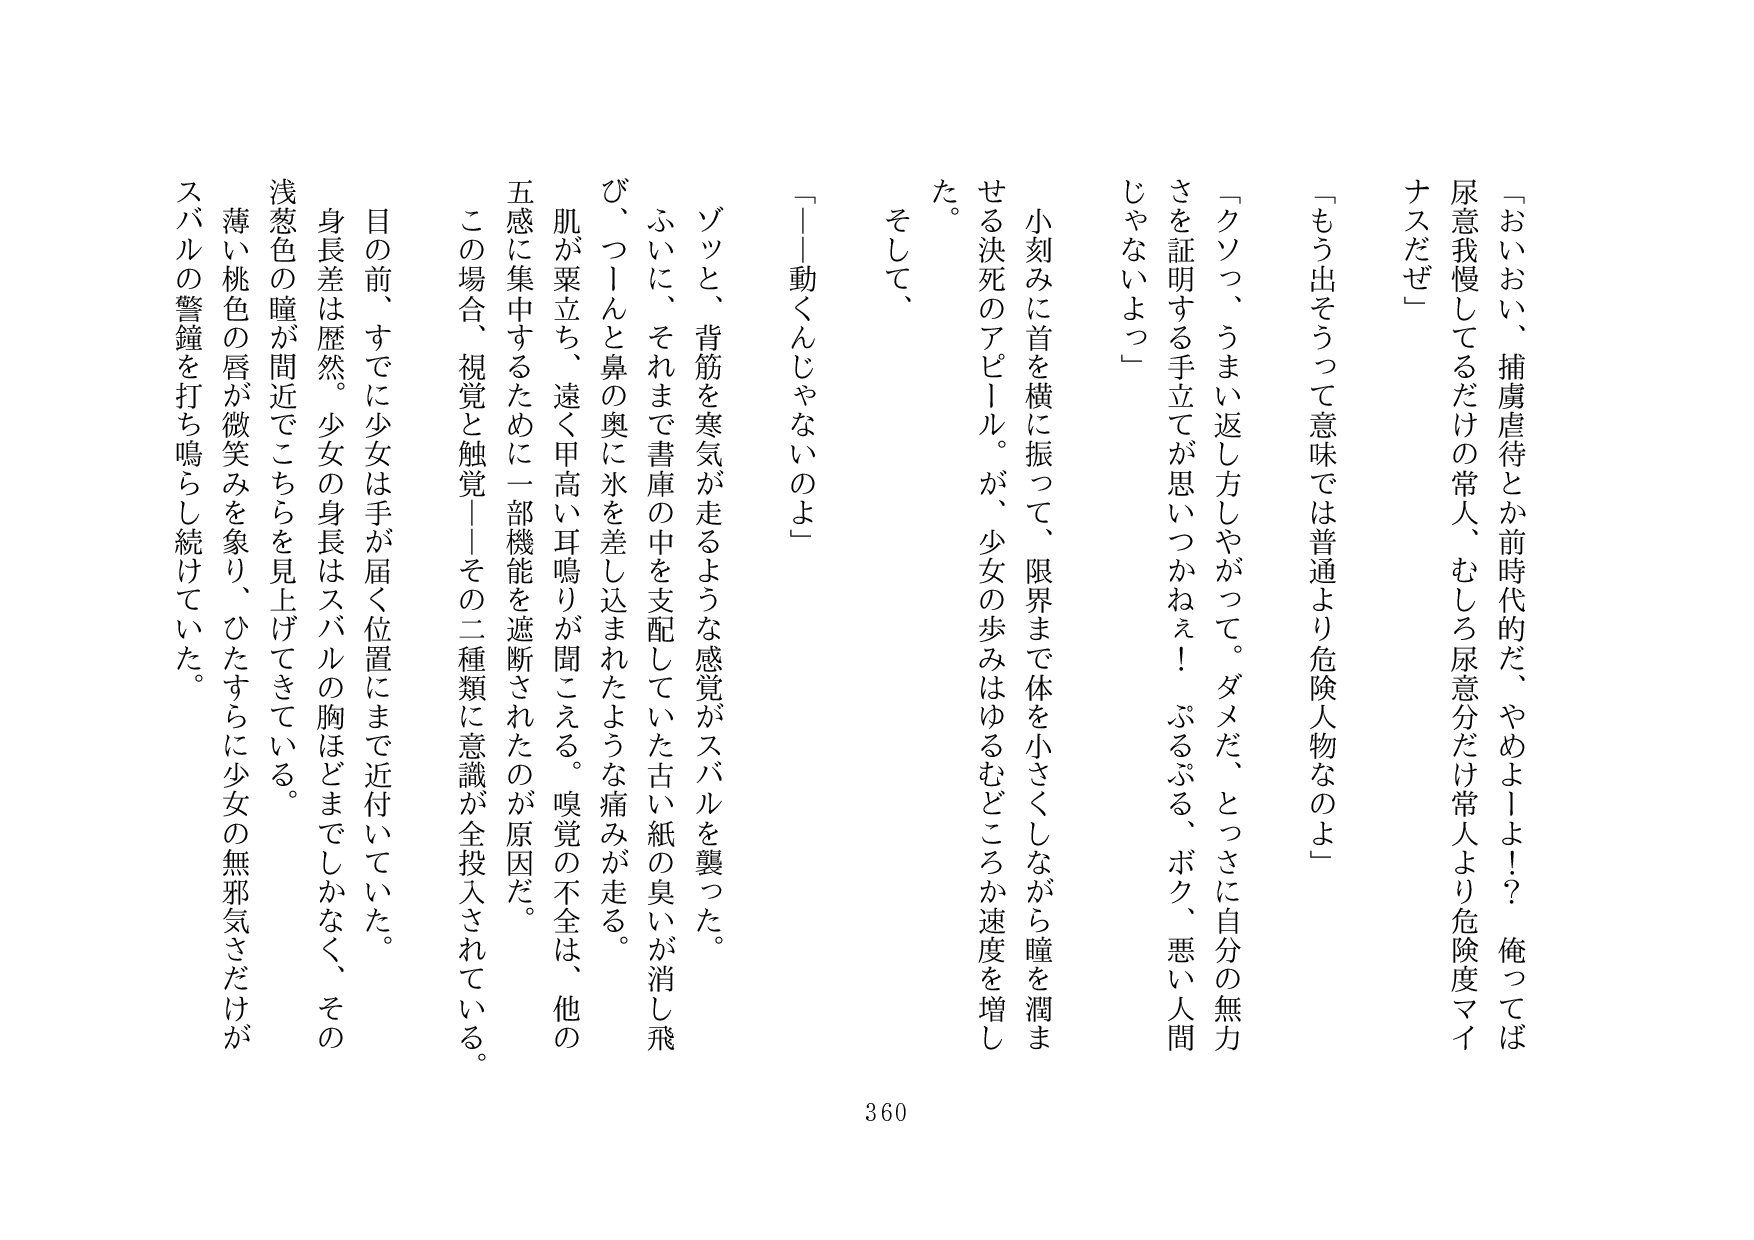 「おいおい、捕虜虐待とか前時代的だ、やめよーよ！？　俺ってば
尿意我慢してるだけの常人、むしろ尿意分だけ常人より危険度マイ
ナスだぜ」
「もう出そうって意味では普通より危険人物なのよ」
「クソっ、うまい返し方しやがって。ダメだ、とっさに自分の無力
さを証明する手立てが思いつかねぇ！　ぷるぷる、ボク、悪い人間
じゃないよっ」
　小刻みに首を横に振って、限界まで体を小さくしながら瞳を潤ま
せる決死のアピール。が、少女の歩みはゆるむどころか速度を増し
た。
　そして、
「――動くんじゃないのよ」
　ゾッと、背筋を寒気が走るような感覚がスバルを襲った。
　ふいに、それまで書庫の中を支配していた古い紙の臭いが消し飛
び、つーんと鼻の奥に氷を差し込まれたような痛みが走る。
　肌が粟立ち、遠く甲高い耳鳴りが聞こえる。嗅覚の不全は、他の
五感に集中するために一部機能を遮断されたのが原因だ。
　この場合、視覚と触覚――その二種類に意識が全投入されている。
　目の前、すでに少女は手が届く位置にまで近付いていた。
　身長差は歴然。少女の身長はスバルの胸ほどまでしかなく、その
浅葱色の瞳が間近でこちらを見上げてきている。
　薄い桃色の唇が微笑みを象り、ひたすらに少女の無邪気さだけが
スバルの警鐘を打ち鳴らし続けていた。
360